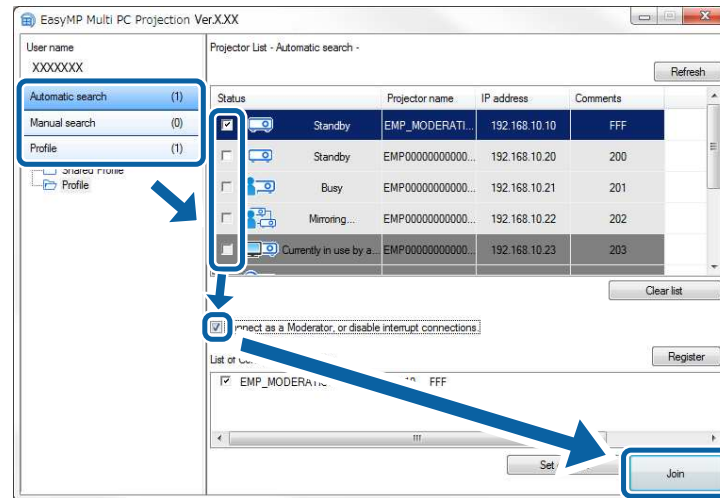 EasyMP Multi PC Projection Ver.X.XX
User name
XXXXXXX
Automatic search (1)
Manual search (0)
Profile (1)
Shared Profile
Profile
Projector List - Automatic search -
Refresh
Status Projector name IP address Comments
Standby EMP_MODERATI... 192.168.10.10 FFF
Standby EMP00000000000... 192.168.10.20 200
Busy EMP00000000000... 192.168.10.21 201
Mirroring... EMP00000000000... 192.168.10.22 202
Currently in use by a... EMP00000000000... 192.168.10.23 203
Clear list
as a Moderator, or disable interrupt connections.
List of
Register
FFF
Set
Join